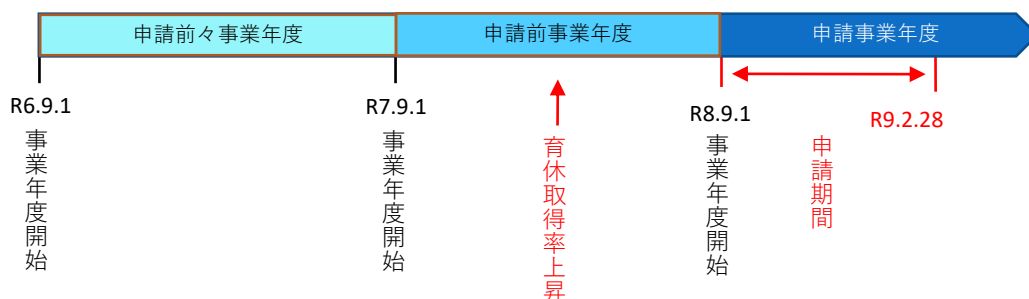 申請前々事業年度
申請前事業年度
申請事業年度
R6.9.1
R7.9.1
R8.9.1
R9.2.28
事業年度開始
事業年度開始
育休取得率上昇
事業年度開始
申請期間